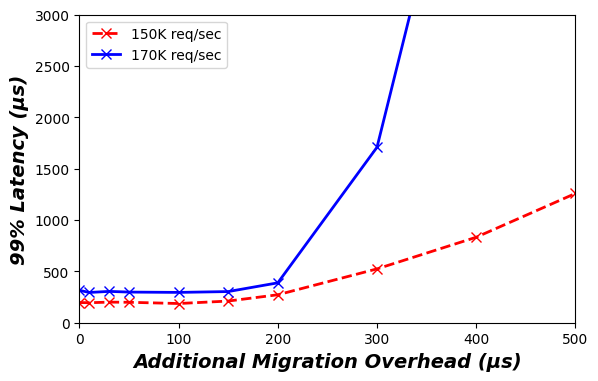 150K req/sec
170K req/sec
3000
2500
2000
1500
1000
500
0
0 100 200 300 400 500
99% Latency (μs)
Additional Migration Overhead (μs)